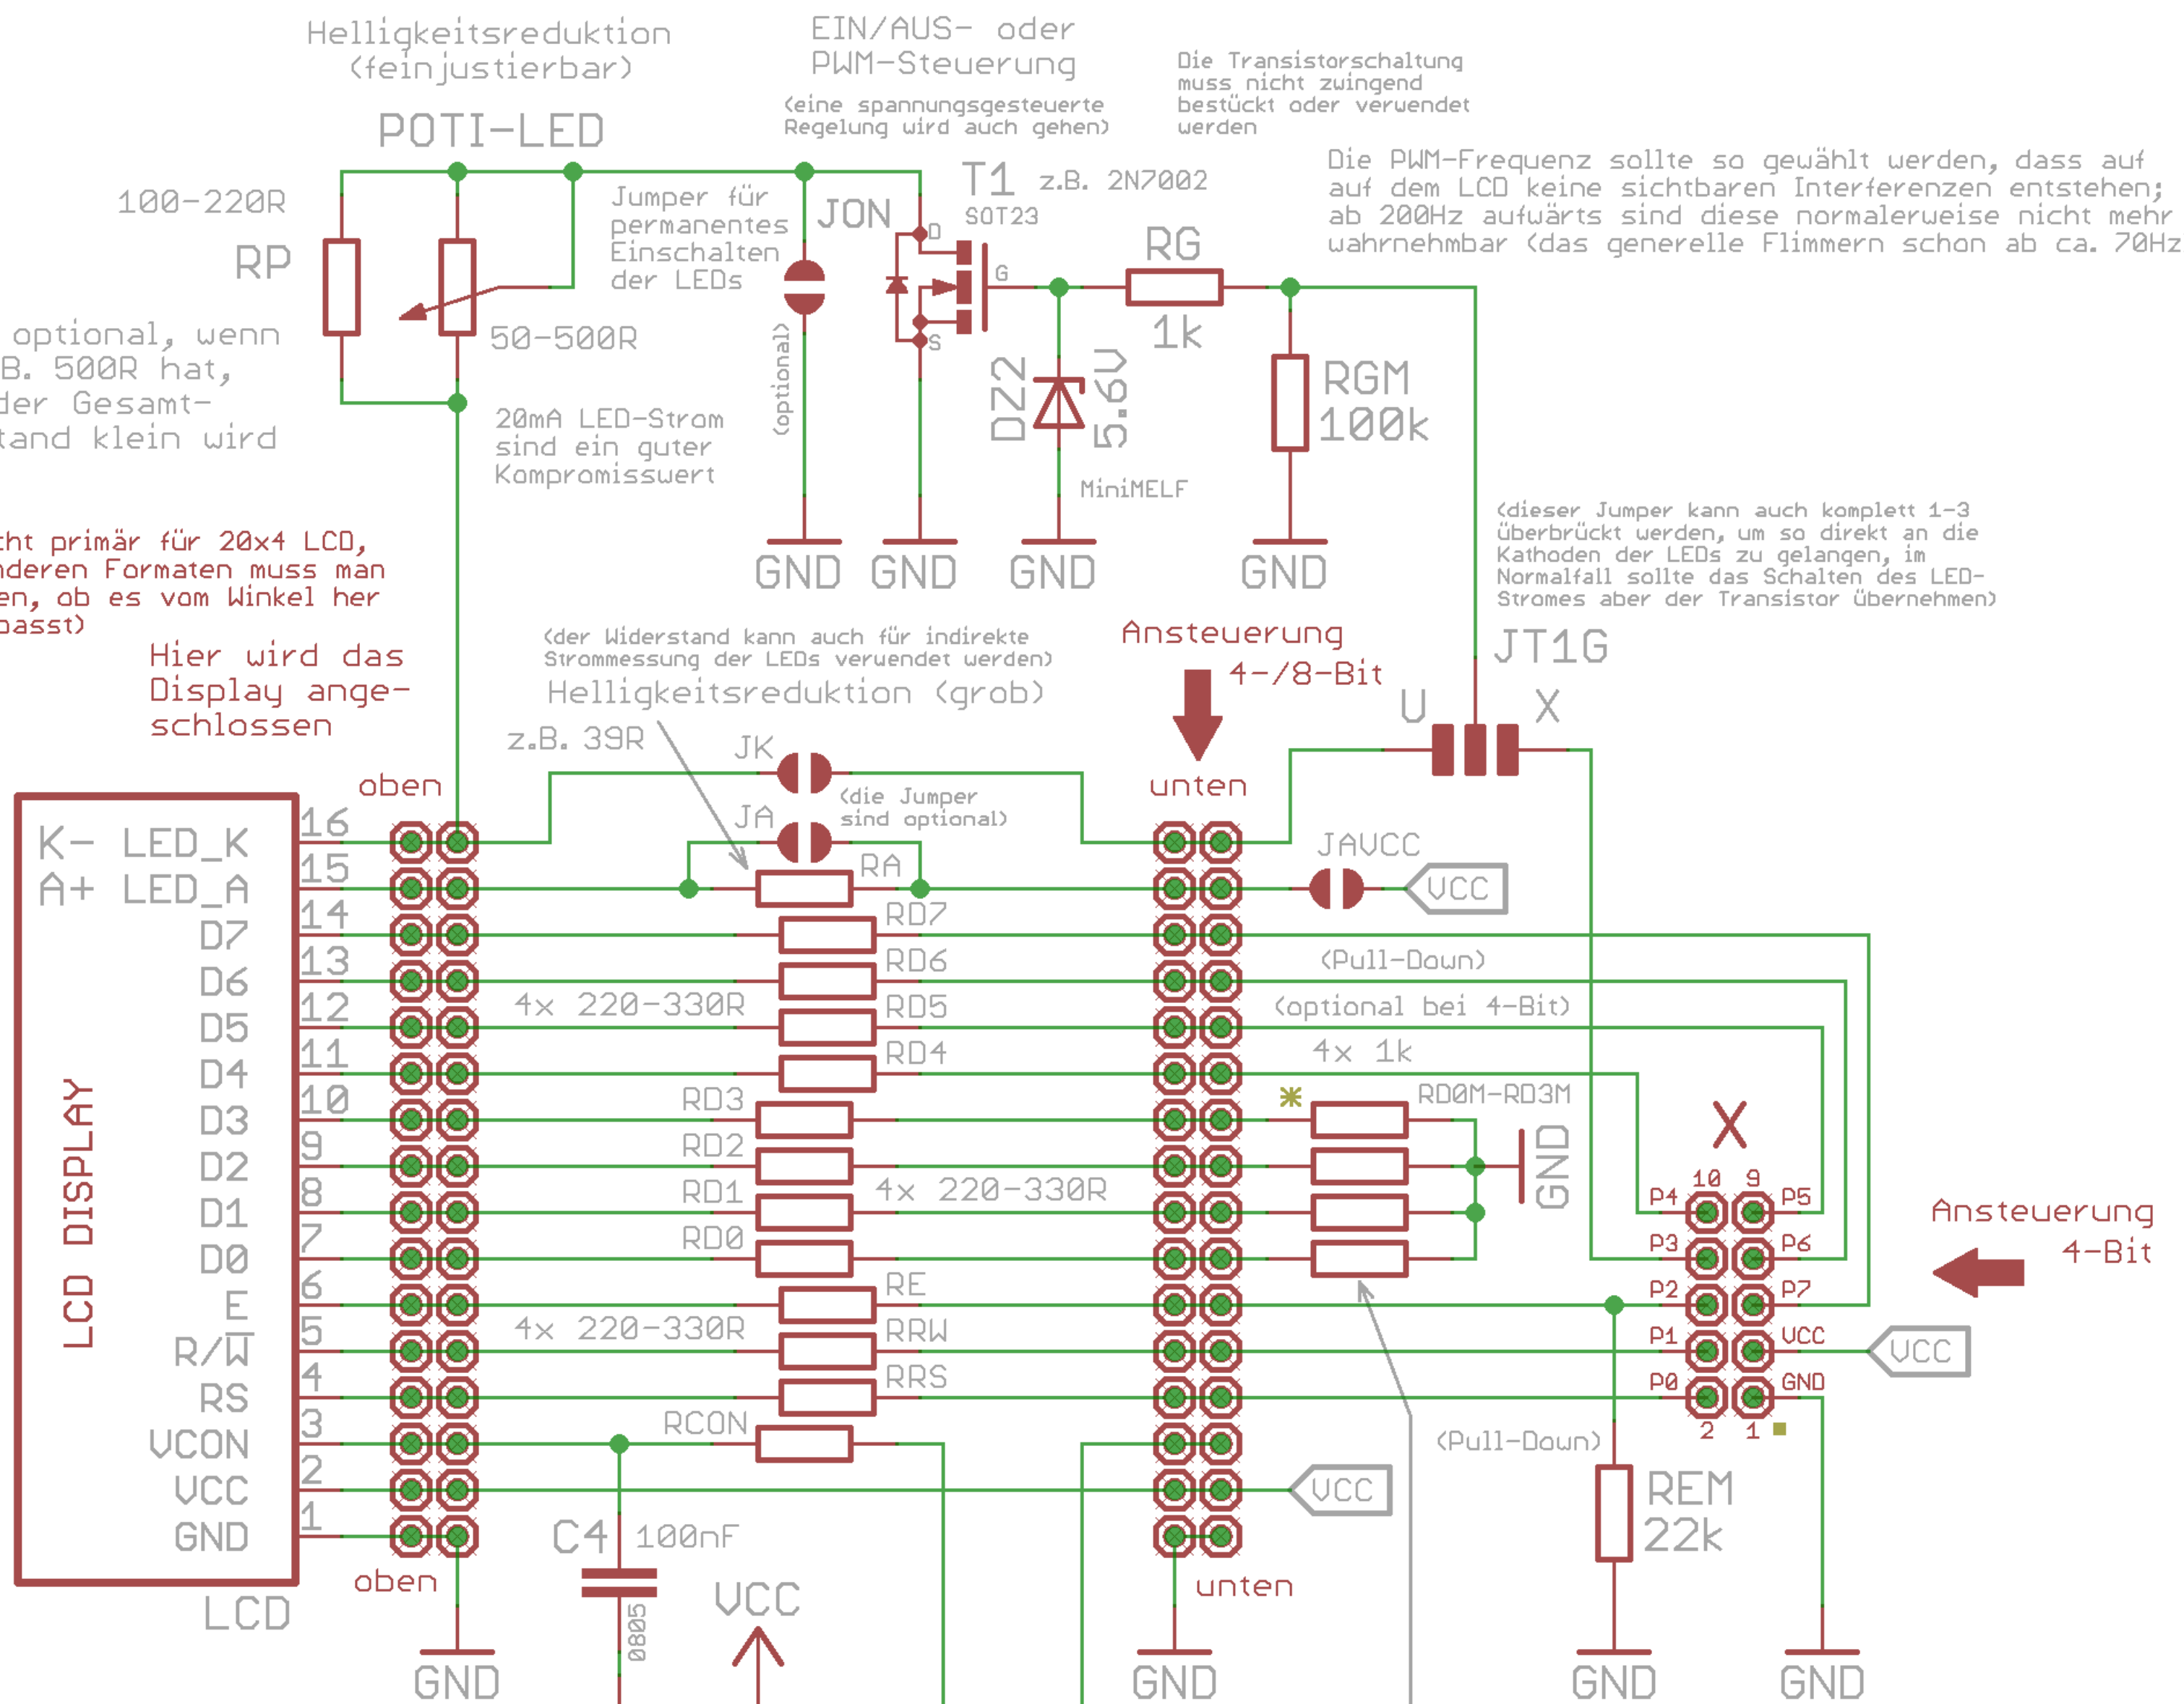 Helligkeitsreduktion
(feinjustierbar)
POTI-LED
EIN/AUS- oder
PWM-Steuerung
(eine spannungsgesteuerte
Regelung wird auch gehen)
Die Transistorschaltung
muss nicht zwingend
bestückt oder verwendet
werden
Die PWM-Frequenz sollte so gewählt werden, dass auf
auf dem LCD keine sichtbaren Interferenzen entstehen;
ab 200Hz aufwärts sind diese normalerweise nicht mehr
wahrnehmbar (das generelle Flimmern schon ab ca. 70Hz
100-220R
RP
50-500R
Jumper für
permanentes
Einschalten
der LEDs
JON
(optional)
T1 z.B. 2N7002
SOT23
D
G
S
RG
1k
DZ2
5.6V
MiniMELF
RGM
100k
optional, wenn
B. 500R hat,
der Gesamt-
tand klein wird
20mA LED-Strom
sind ein guter
Kompromisswert
GND
GND
GND
GND
(dieser Jumper kann auch komplett 1-3
überbrückt werden, um so direkt an die
Kathoden der LEDs zu gelangen, im
Normalfall sollte das Schalten des LED-
Stromes aber der Transistor übernehmen)
JT1G
U
X
cht primär für 20x4 LCD,
nderen Formaten muss man
en, ob es vom Winkel her
passt)
Hier wird das
Display ange-
schlossen
(der Widerstand kann auch für indirekte
Strommessung der LEDs verwendet werden)
Helligkeitsreduktion (grob)
z.B. 39R
Ansteuerung
4-/8-Bit
oben
unten
JK
(die Jumper
sind optional)
JA
RA
JAVCC
VCC
K- LED_K 16
A+ LED_A 15
D7 14
D6 13
D5 12
D4 11
D3 10
D2 9
D1 8
D0 7
E 6
R/W̅ 5
RS 4
VCON 3
VCC 2
GND 1
LCD DISPLAY
LCD
oben
RD7
RD6
4x 220-330R
RD5
RD4
RD3
RD2
RD1
4x 220-330R
RD0
RE
4x 220-330R
RRW
RRS
RCON
(Pull-Down)
(optional bei 4-Bit)
4x 1k
*
RD0M-RD3M
GND
X
10 9
P4 P5
P3 P6
P2 P7
P1 VCC
P0 GND
2 1
VCC
Ansteuerung
4-Bit
(Pull-Down)
REM
22k
VCC
C4 100nF
0805
VCC
unten
GND
GND
GND
GND